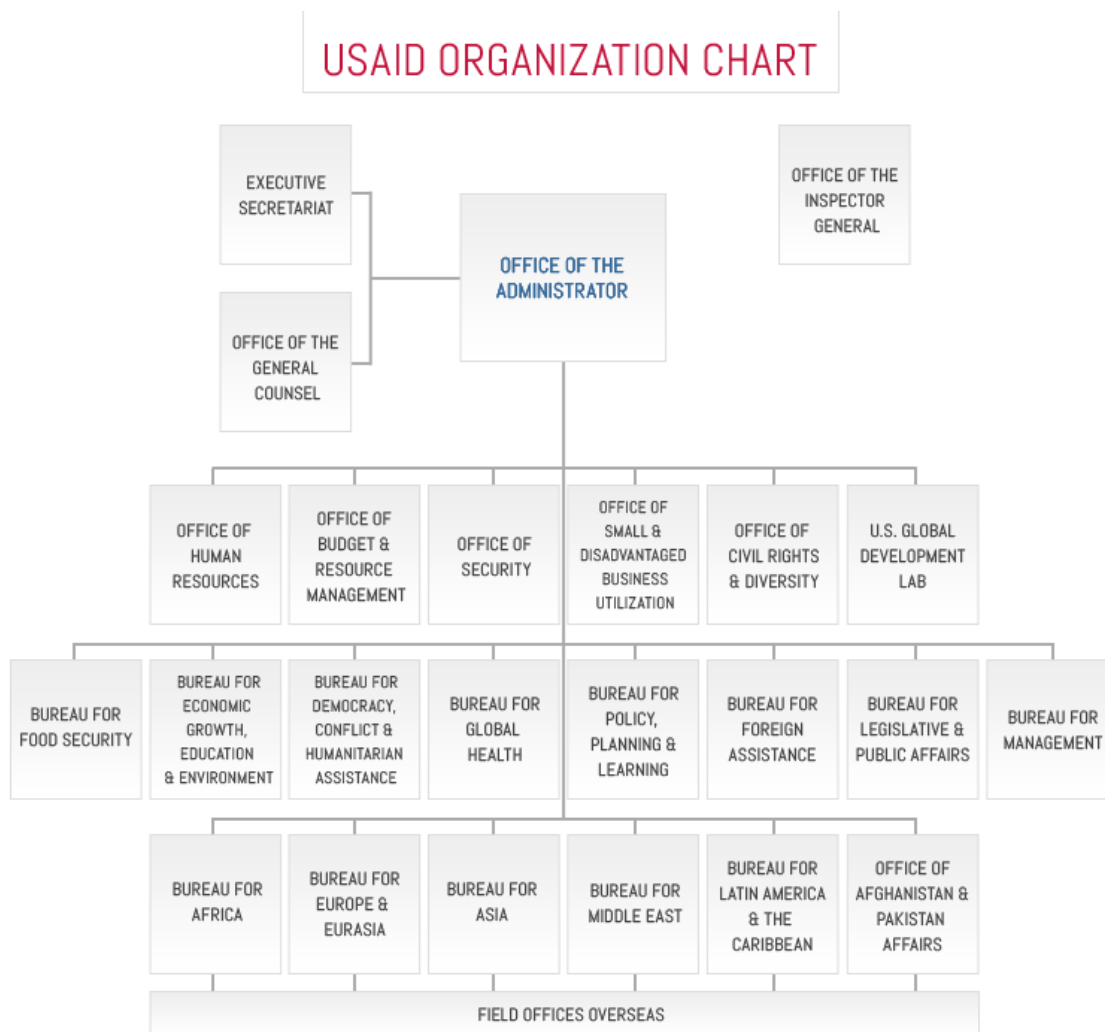 USAID ORGANIZATION CHART
EXECUTIVE
SECRETARIAT
OFFICE OF THE
INSPECTOR
GENERAL
OFFICE OF THE
ADMINISTRATOR
OFFICE OF THE
GENERAL
COUNSEL
OFFICE OF
HUMAN
RESOURCES
OFFICE OF
BUDGET &
RESOURCE
MANAGEMENT
OFFICE OF
SECURITY
OFFICE OF
SMALL &
DISADVANTAGED
BUSINESS
UTILIZATION
OFFICE OF
CIVIL RIGHTS
& DIVERSITY
U.S. GLOBAL
DEVELOPMENT
LAB
BUREAU FOR
FOOD SECURITY
BUREAU FOR
ECONOMIC
GROWTH,
EDUCATION
& ENVIRONMENT
BUREAU FOR
DEMOCRACY,
CONFLICT &
HUMANITARIAN
ASSISTANCE
BUREAU FOR
GLOBAL
HEALTH
BUREAU FOR
POLICY,
PLANNING &
LEARNING
BUREAU FOR
FOREIGN
ASSISTANCE
BUREAU FOR
LEGISLATIVE &
PUBLIC AFFAIRS
BUREAU FOR
MANAGEMENT
BUREAU FOR
AFRICA
BUREAU FOR
EUROPE &
EURASIA
BUREAU FOR
ASIA
BUREAU FOR
MIDDLE EAST
BUREAU FOR
LATIN AMERICA
& THE
CARIBBEAN
OFFICE OF
AFGHANISTAN &
PAKISTAN
AFFAIRS
FIELD OFFICES OVERSEAS